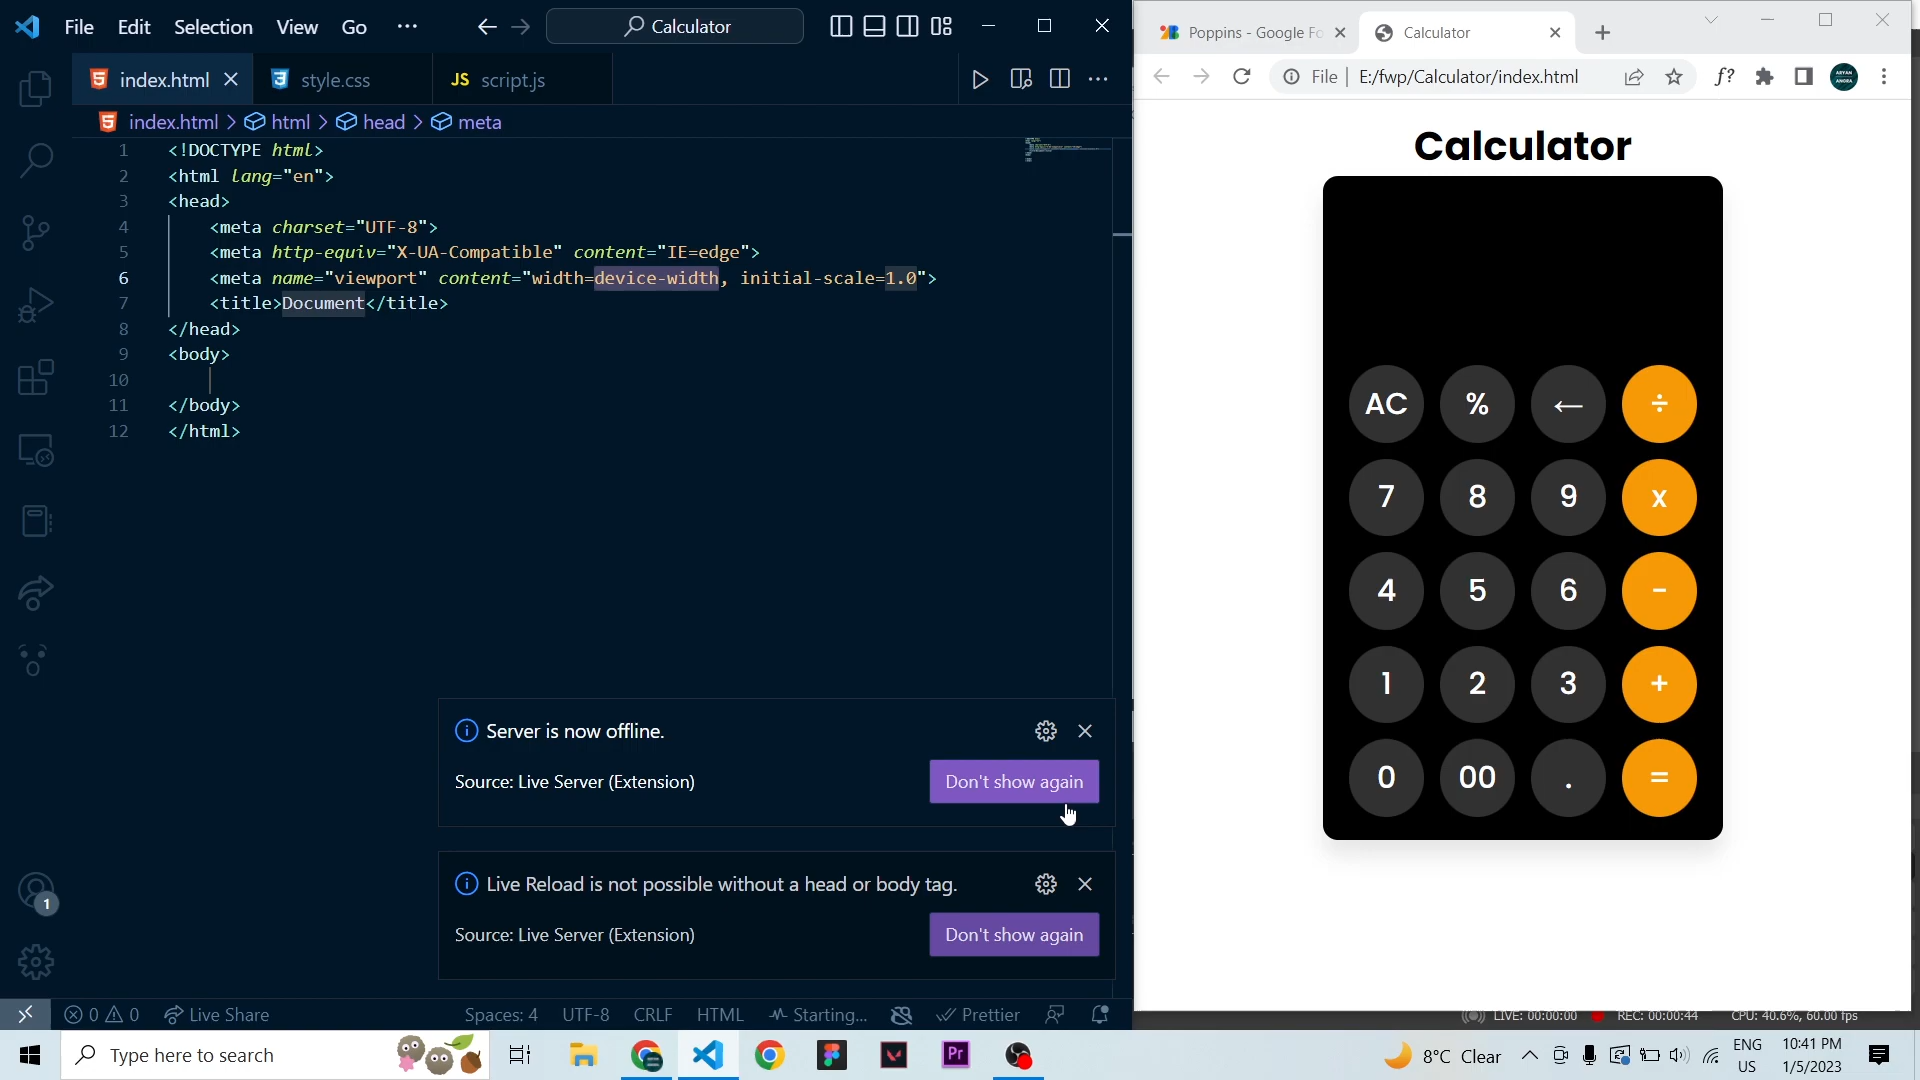 File Edit Selection View Go ··· Calculator
index.html style.css JS script.js
index.html > html > head > meta
1 <!DOCTYPE html>
2 <html lang="en">
3 <head>
4 <meta charset="UTF-8">
5 <meta http-equiv="X-UA-Compatible" content="IE=edge">
6 <meta name="viewport" content="width=device-width, initial-scale=1.0">
7 <title>Document</title>
8 </head>
9 <body>
10
11 </body>
12 </html>
Server is now offline.
Source: Live Server (Extension) Don't show again
Live Reload is not possible without a head or body tag.
Source: Live Server (Extension) Don't show again
1
0 0 Live Share Spaces: 4 UTF-8 CRLF HTML Starting... Prettier
Poppins - Google Fo Calculator
File | E:/fwp/Calculator/index.html f?
Calculator
AC % ← ÷
7 8 9 x
4 5 6 -
1 2 3 +
0 00 . =
LIVE: 00:00:00 REC: 00:00:44 CPU: 40.6%, 60.00 fps
Type here to search Pr 8°C Clear ENG US 10:41 PM 1/5/2023